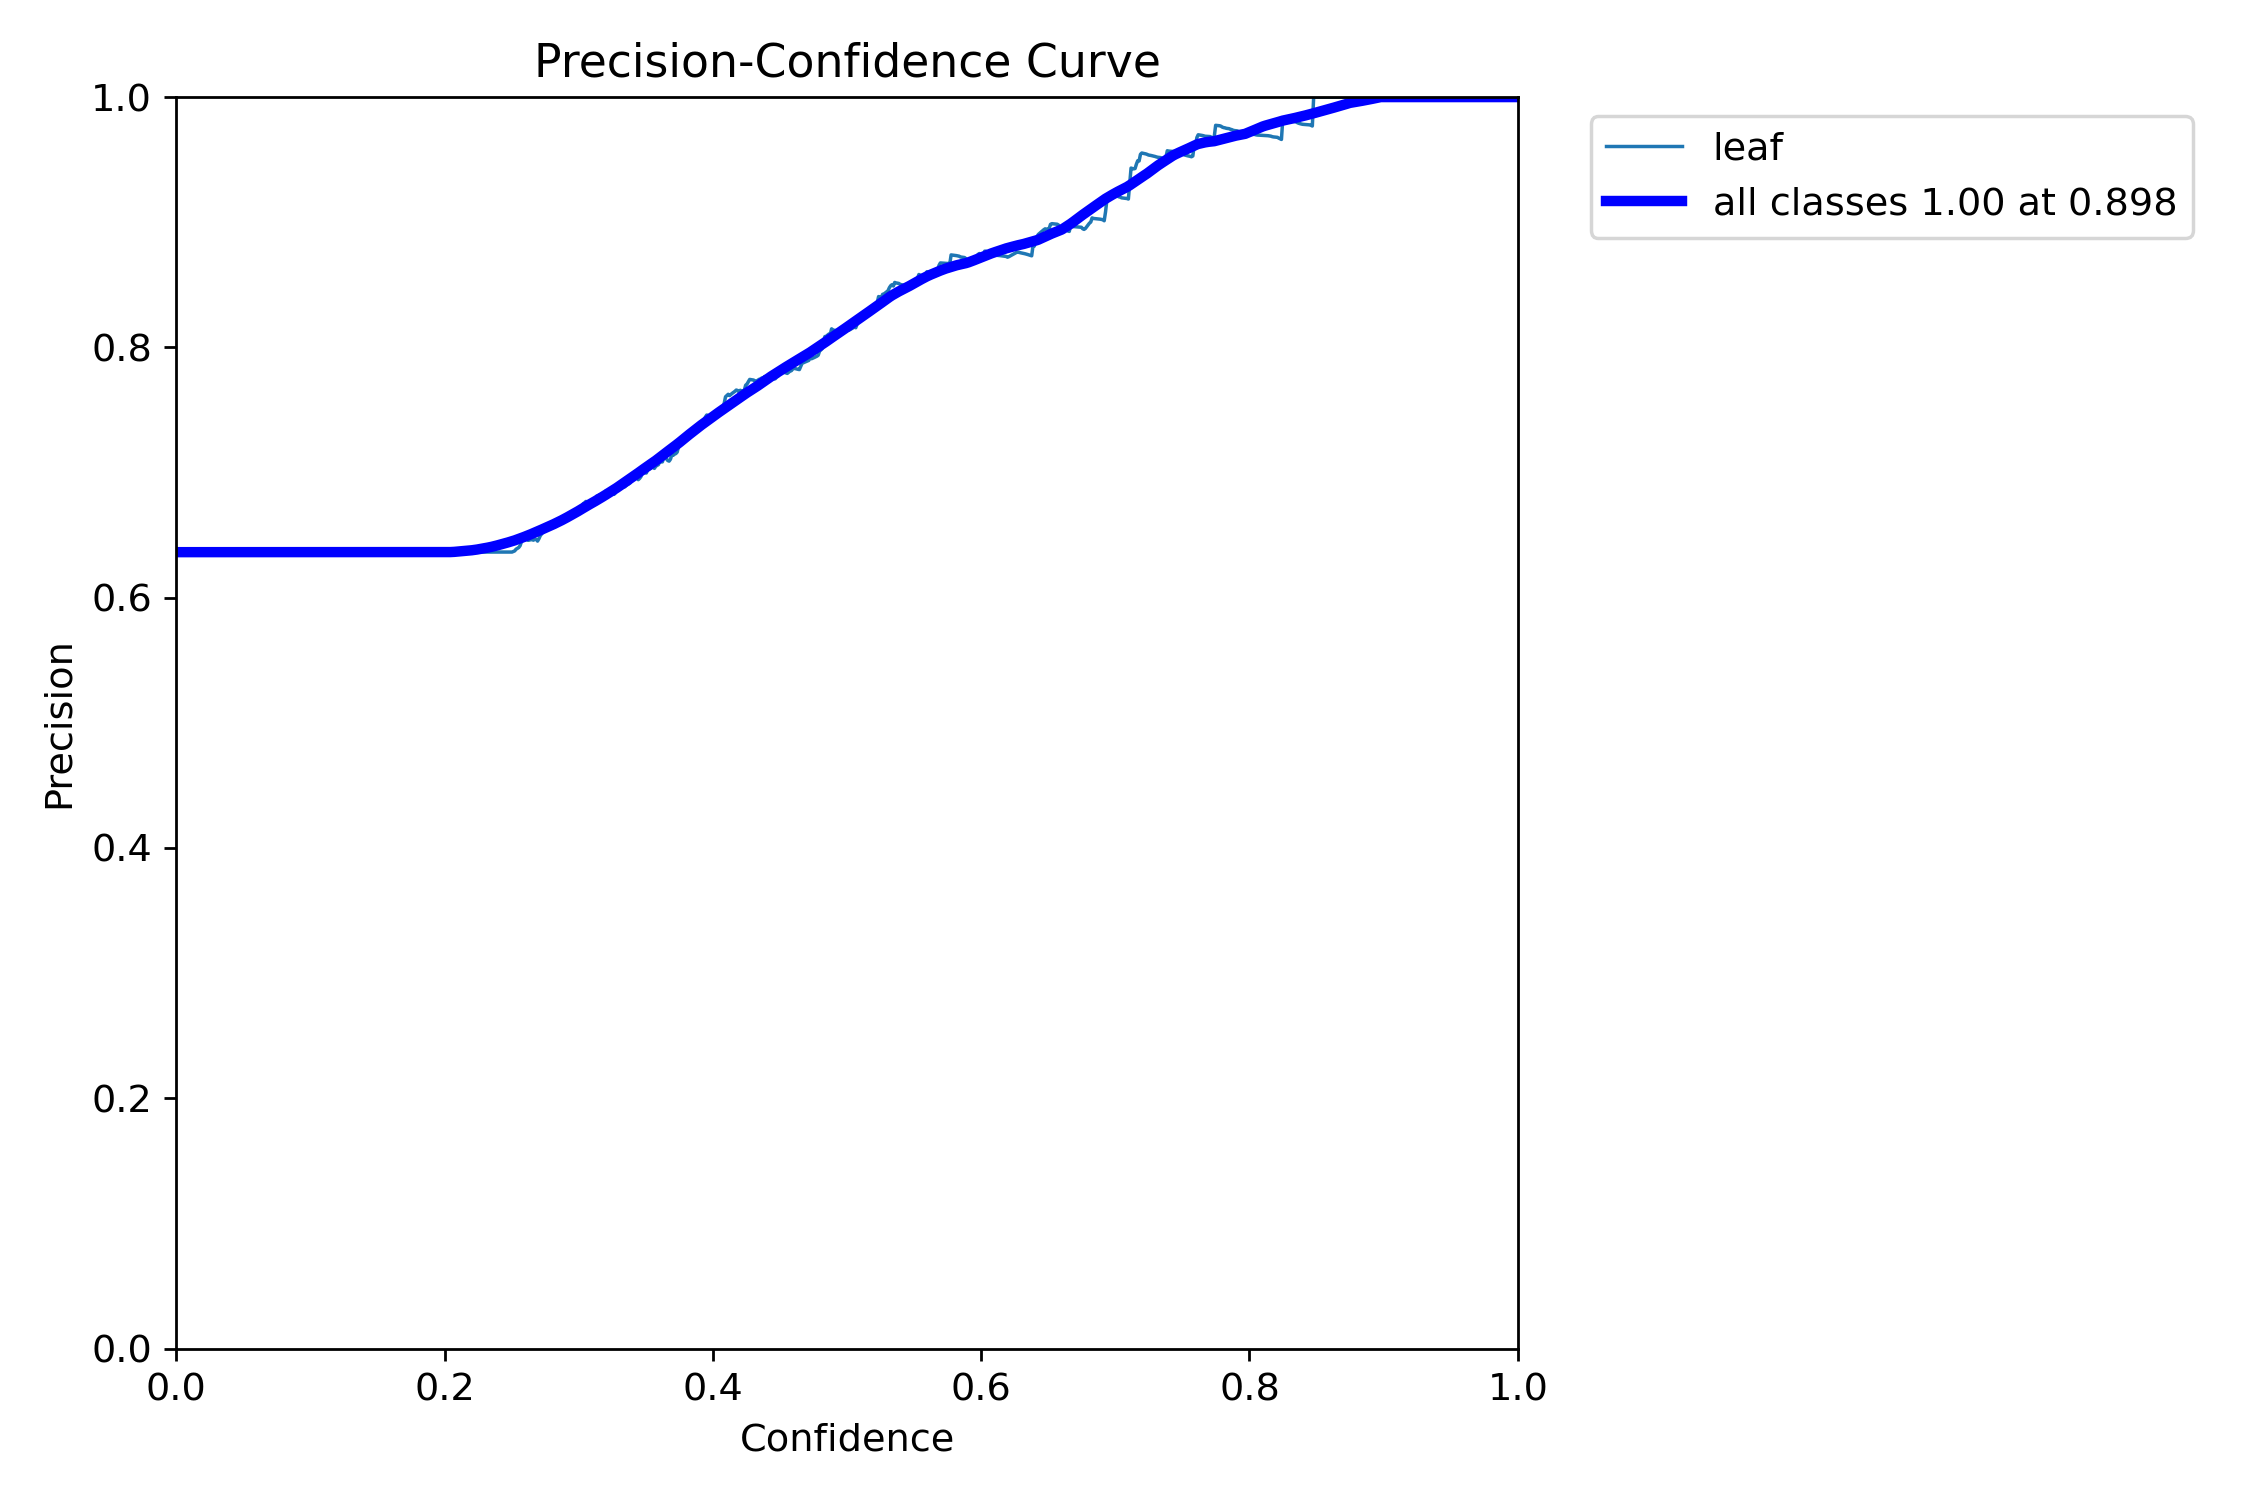 Precision-Confidence Curve
1.0
0.8
0.6
0.4
0.2
0.0
Precision
0.0 0.2 0.4 0.6 0.8 1.0
Confidence
leaf
all classes 1.00 at 0.898